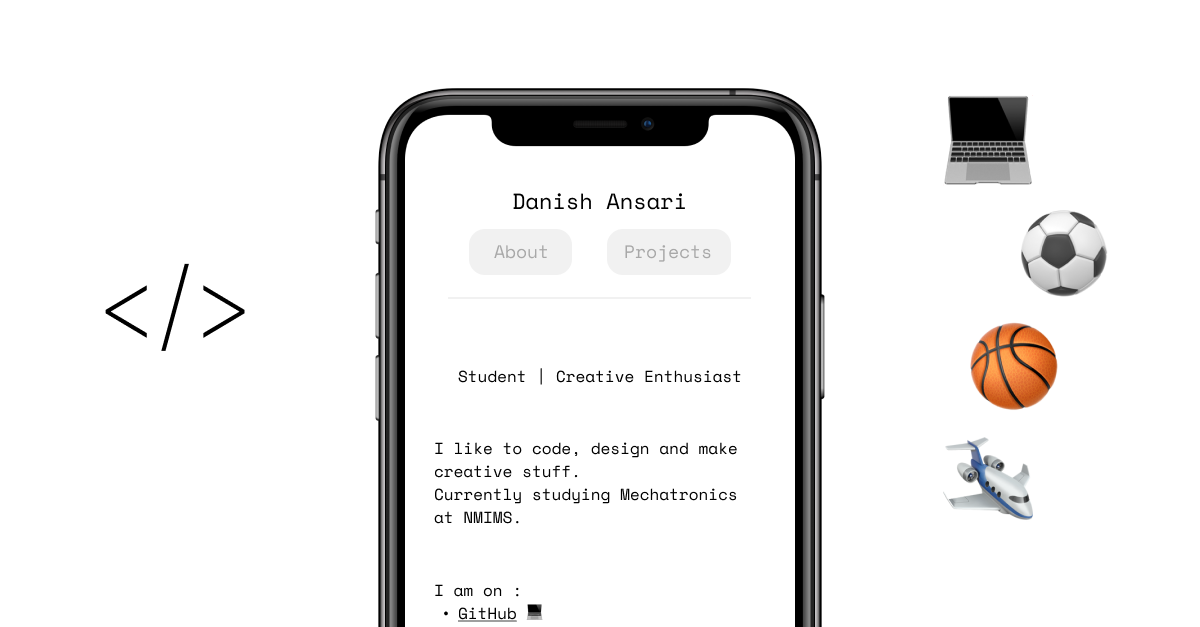 </>
Danish Ansari
About
Projects
Student | Creative Enthusiast
I like to code, design and make
creative stuff.
Currently studying Mechatronics
at NMIMS.
I am on :
• GitHub 💻